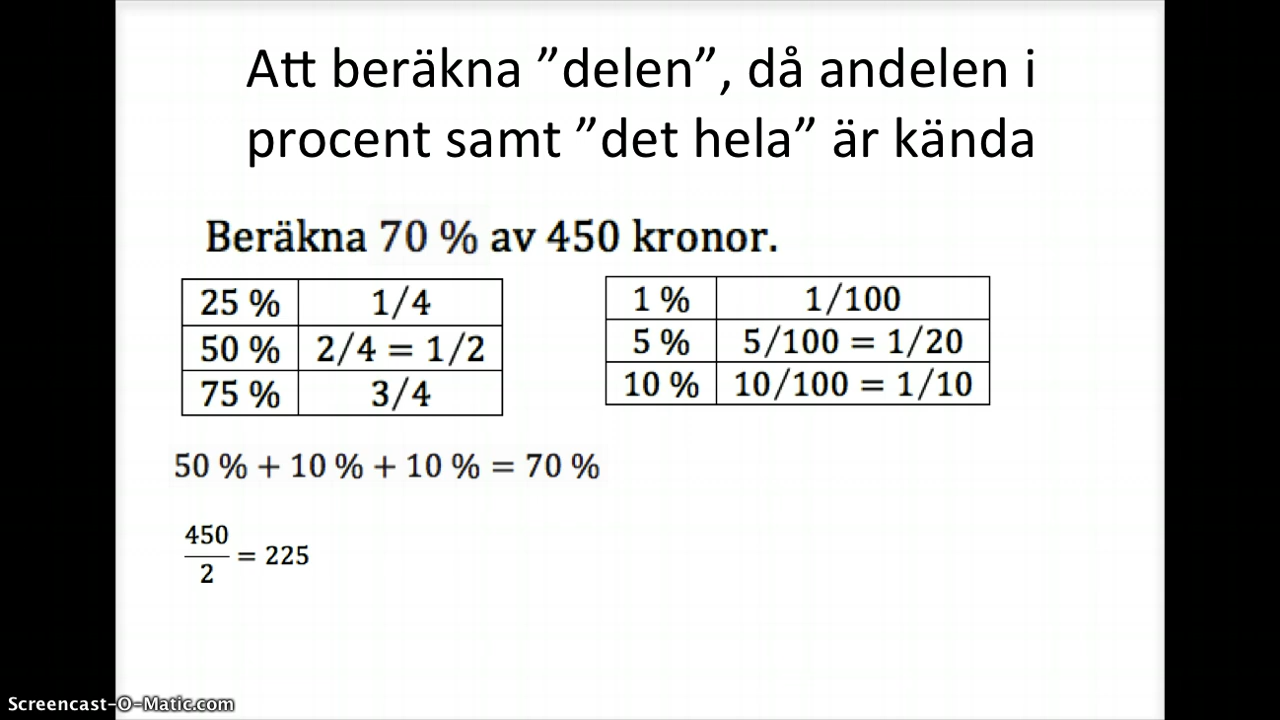 Att beräkna ”delen”, då andelen i
procent samt ”det hela” är kända
Beräkna 70 % av 450 kronor.
25 % 1/4
50 % 2/4 = 1/2
75 % 3/4
1 % 1/100
5 % 5/100 = 1/20
10 % 10/100 = 1/10
50 % + 10 % + 10 % = 70 %
450
2
= 225
Screencast-O-Matic.com